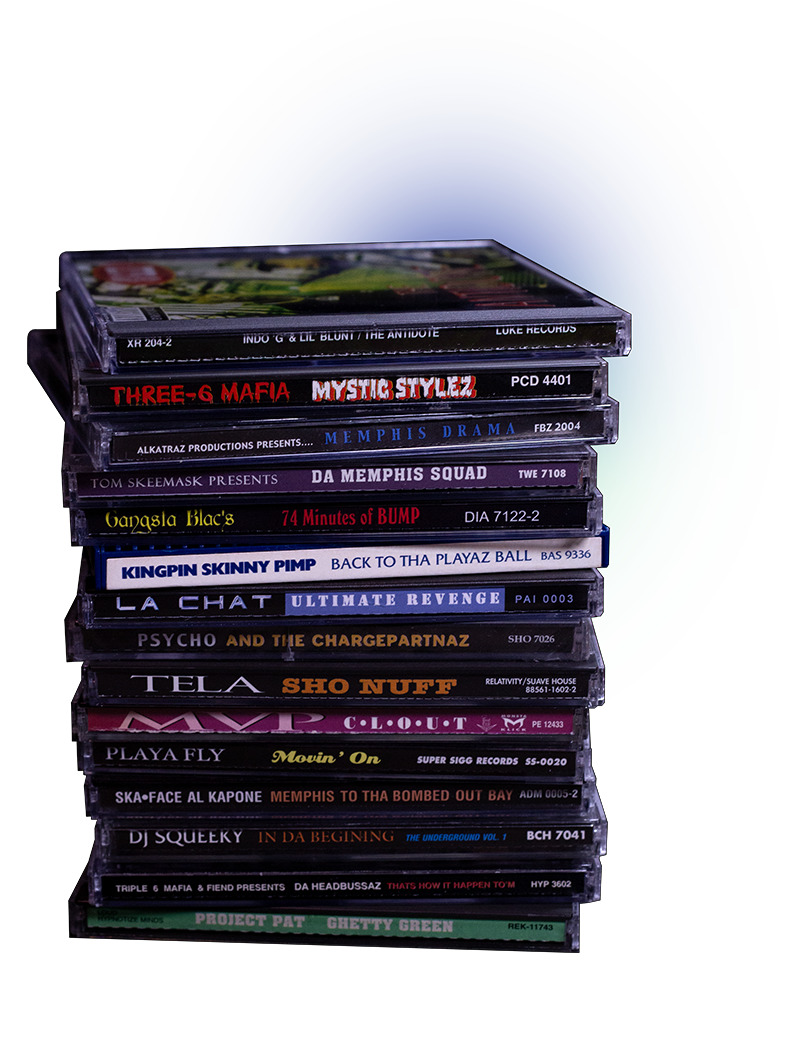 XR 204-2 INDO 'G' & LIL' BLUNT / THE ANTIDOTE LUKE RECORDS
THREE-6 MAFIA MYSTIC STYLEZ PCD 4401
ALKATRAZ PRODUCTIONS PRESENTS.... MEMPHIS DRAMA FBZ 2004
TOM SKEEMASK PRESENTS DA MEMPHIS SQUAD TWE 7108
Gangsta Blac's 74 Minutes of BUMP DIA 7122-2
KINGPIN SKINNY PIMP BACK TO THA PLAYAZ BALL BAS 9336
LA CHAT ULTIMATE REVENGE PAI 0003
PSYCHO AND THE CHARGEPARTNAZ SHO 7026
TELA SHO NUFF RELATIVITY/SUAVE HOUSE
88561-1602-2
MVP C•L•O•U•T PE 12433
PLAYA FLY Movin' On SUPER SIGG RECORDS SS-0020
SKA•FACE AL KAPONE MEMPHIS TO THA BOMBED OUT BAY ADM 0005-2
DJ SQUEEKY IN DA BEGINING THE UNDERGROUND VOL. 1 BCH 7041
TRIPLE 6 MAFIA & FIEND PRESENTS DA HEADBUSSAZ THATS HOW IT HAPPEN TO'M HYP 3602
HYPNOTIZE MINDS PROJECT PAT GHETTY GREEN REK-11743